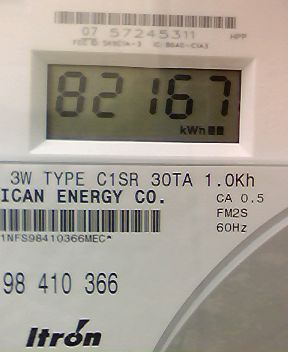 07 57245311 HPP
82167
kWh
3W TYPE C1SR 30TA 1.0Kh
ICAN ENERGY CO. CA 0.5
FM2S
1NFS98410366MEC* 60Hz
98 410 366
Itron